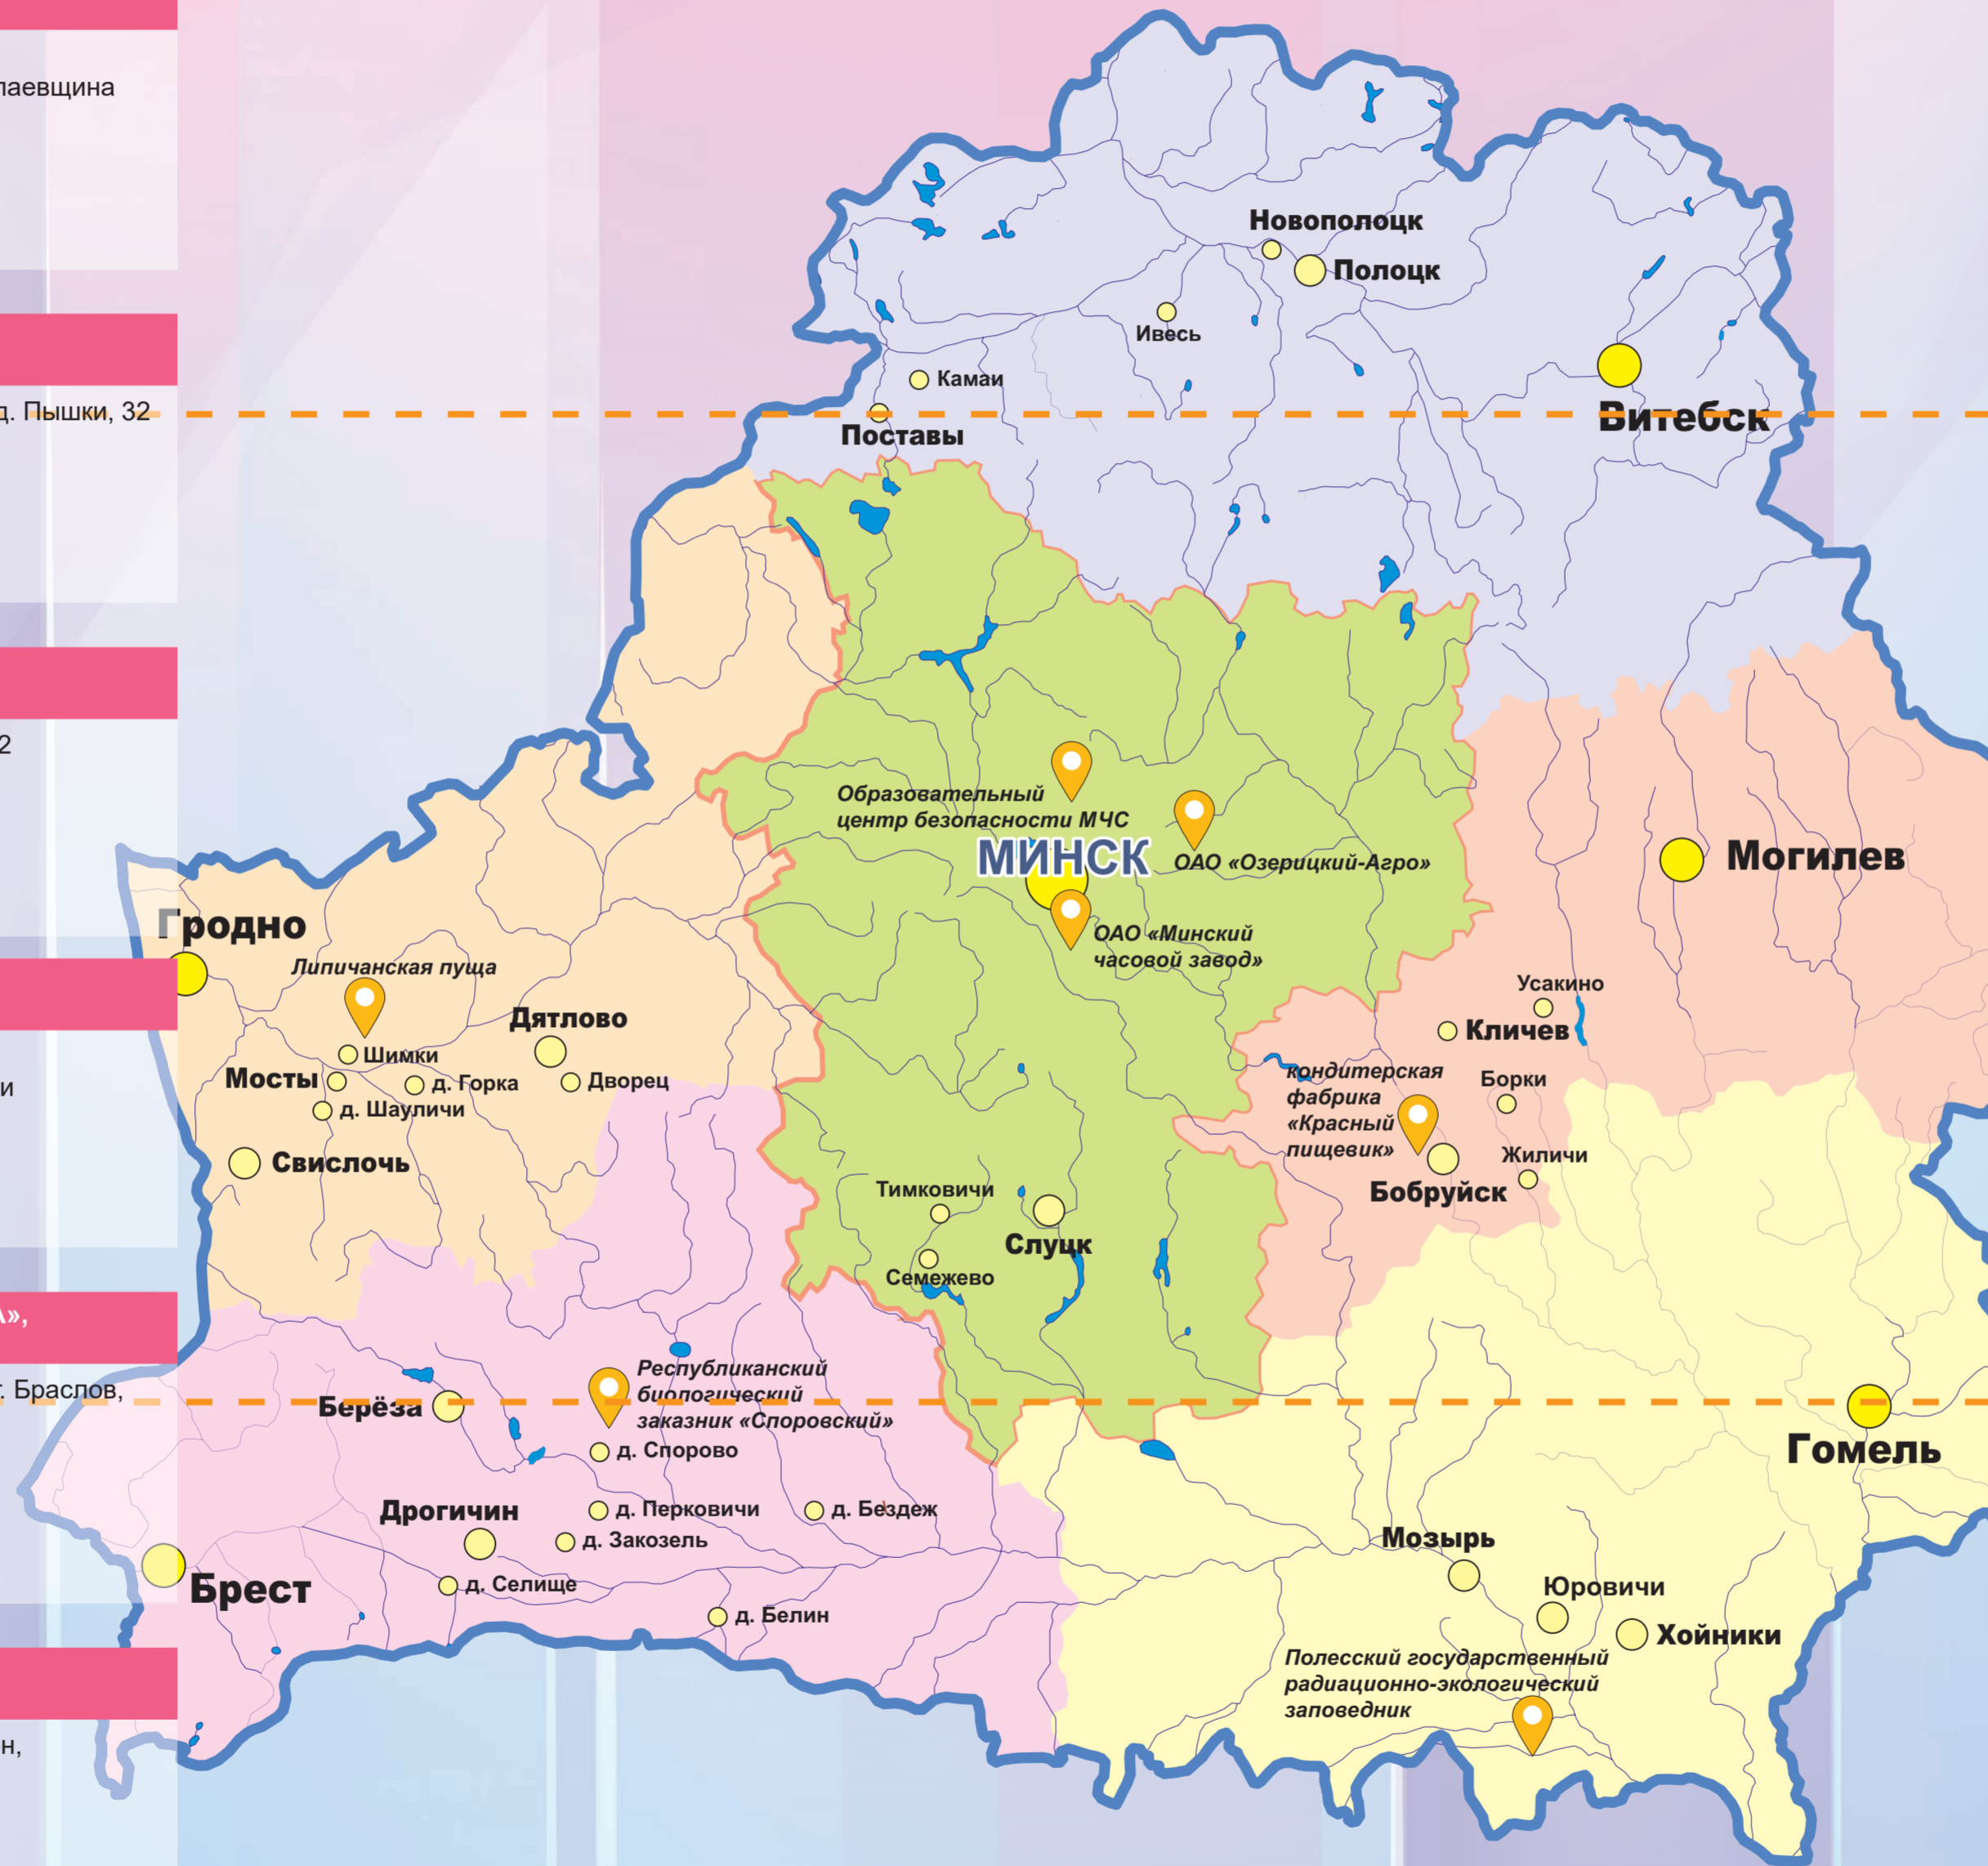 лаевщина
д. Пышки, 32
2
и
А»,
г. Браслов,
н,
Новополоцк
Полоцк
Ивесь
Камаи
Поставы
Витебск
Образовательный
центр безопасности МЧС
МИНСК
ОАО «Озерицкий-Агро»
ОАО «Минский
часовой завод»
Могилев
Гродно
Липичанская пуща
Дятлово
Шимки
Мосты
д. Горка
Дворец
д. Шауличи
Свислочь
Усакино
Кличев
кондитерская
фабрика
«Красный
пищевик»
Борки
Жиличи
Бобруйск
Тимковичи
Слуцк
Семежево
Республиканский
биологический
заказник «Споровский»
Берёза
д. Спорово
Дрогичин
д. Перковичи
д. Бездеж
д. Закозель
д. Селище
Брест
д. Белин
Гомель
Мозырь
Юровичи
Хойники
Полесский государственный
радиационно-экологический
заповедник